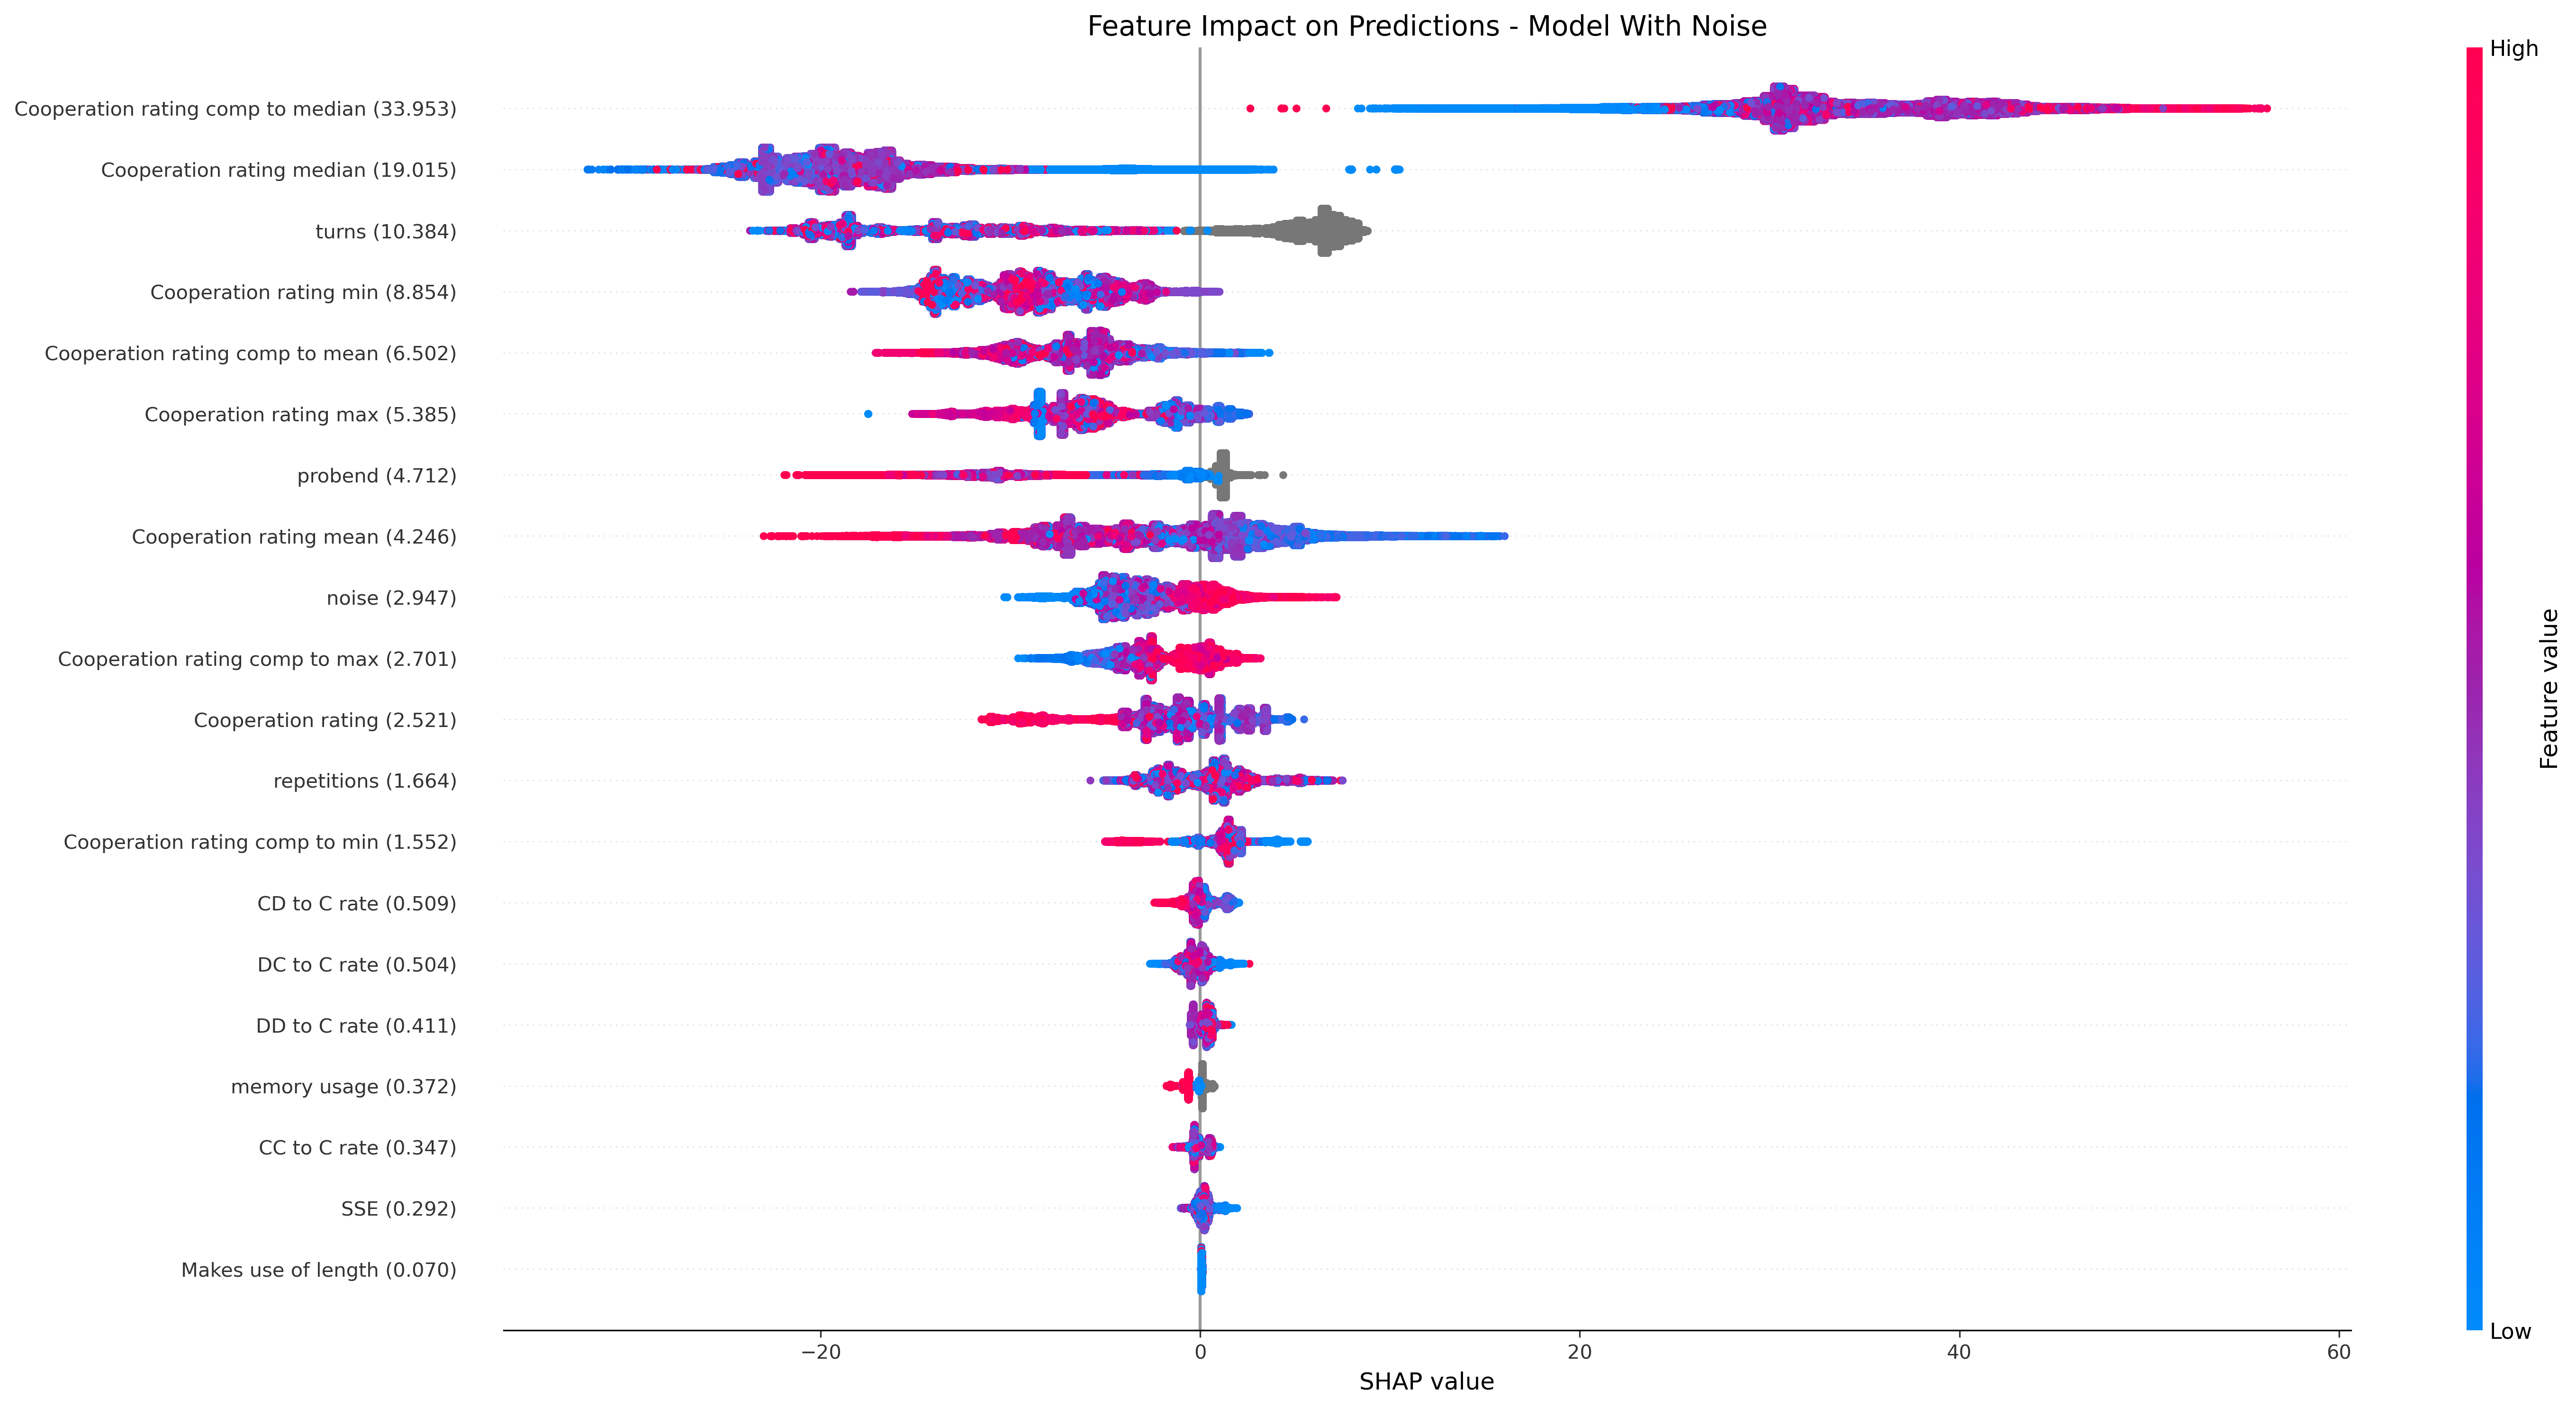 Feature Impact on Predictions - Model With Noise
High
Cooperation rating comp to median (33.953)
Cooperation rating median (19.015)
turns (10.384)
Cooperation rating min (8.854)
Cooperation rating comp to mean (6.502)
Cooperation rating max (5.385)
probend (4.712)
Cooperation rating mean (4.246)
noise (2.947)
Cooperation rating comp to max (2.701)
Cooperation rating (2.521)
repetitions (1.664)
Cooperation rating comp to min (1.552)
CD to C rate (0.509)
DC to C rate (0.504)
DD to C rate (0.411)
memory usage (0.372)
CC to C rate (0.347)
SSE (0.292)
Makes use of length (0.070)
Feature value
Low
−20 0 20 40 60
SHAP value